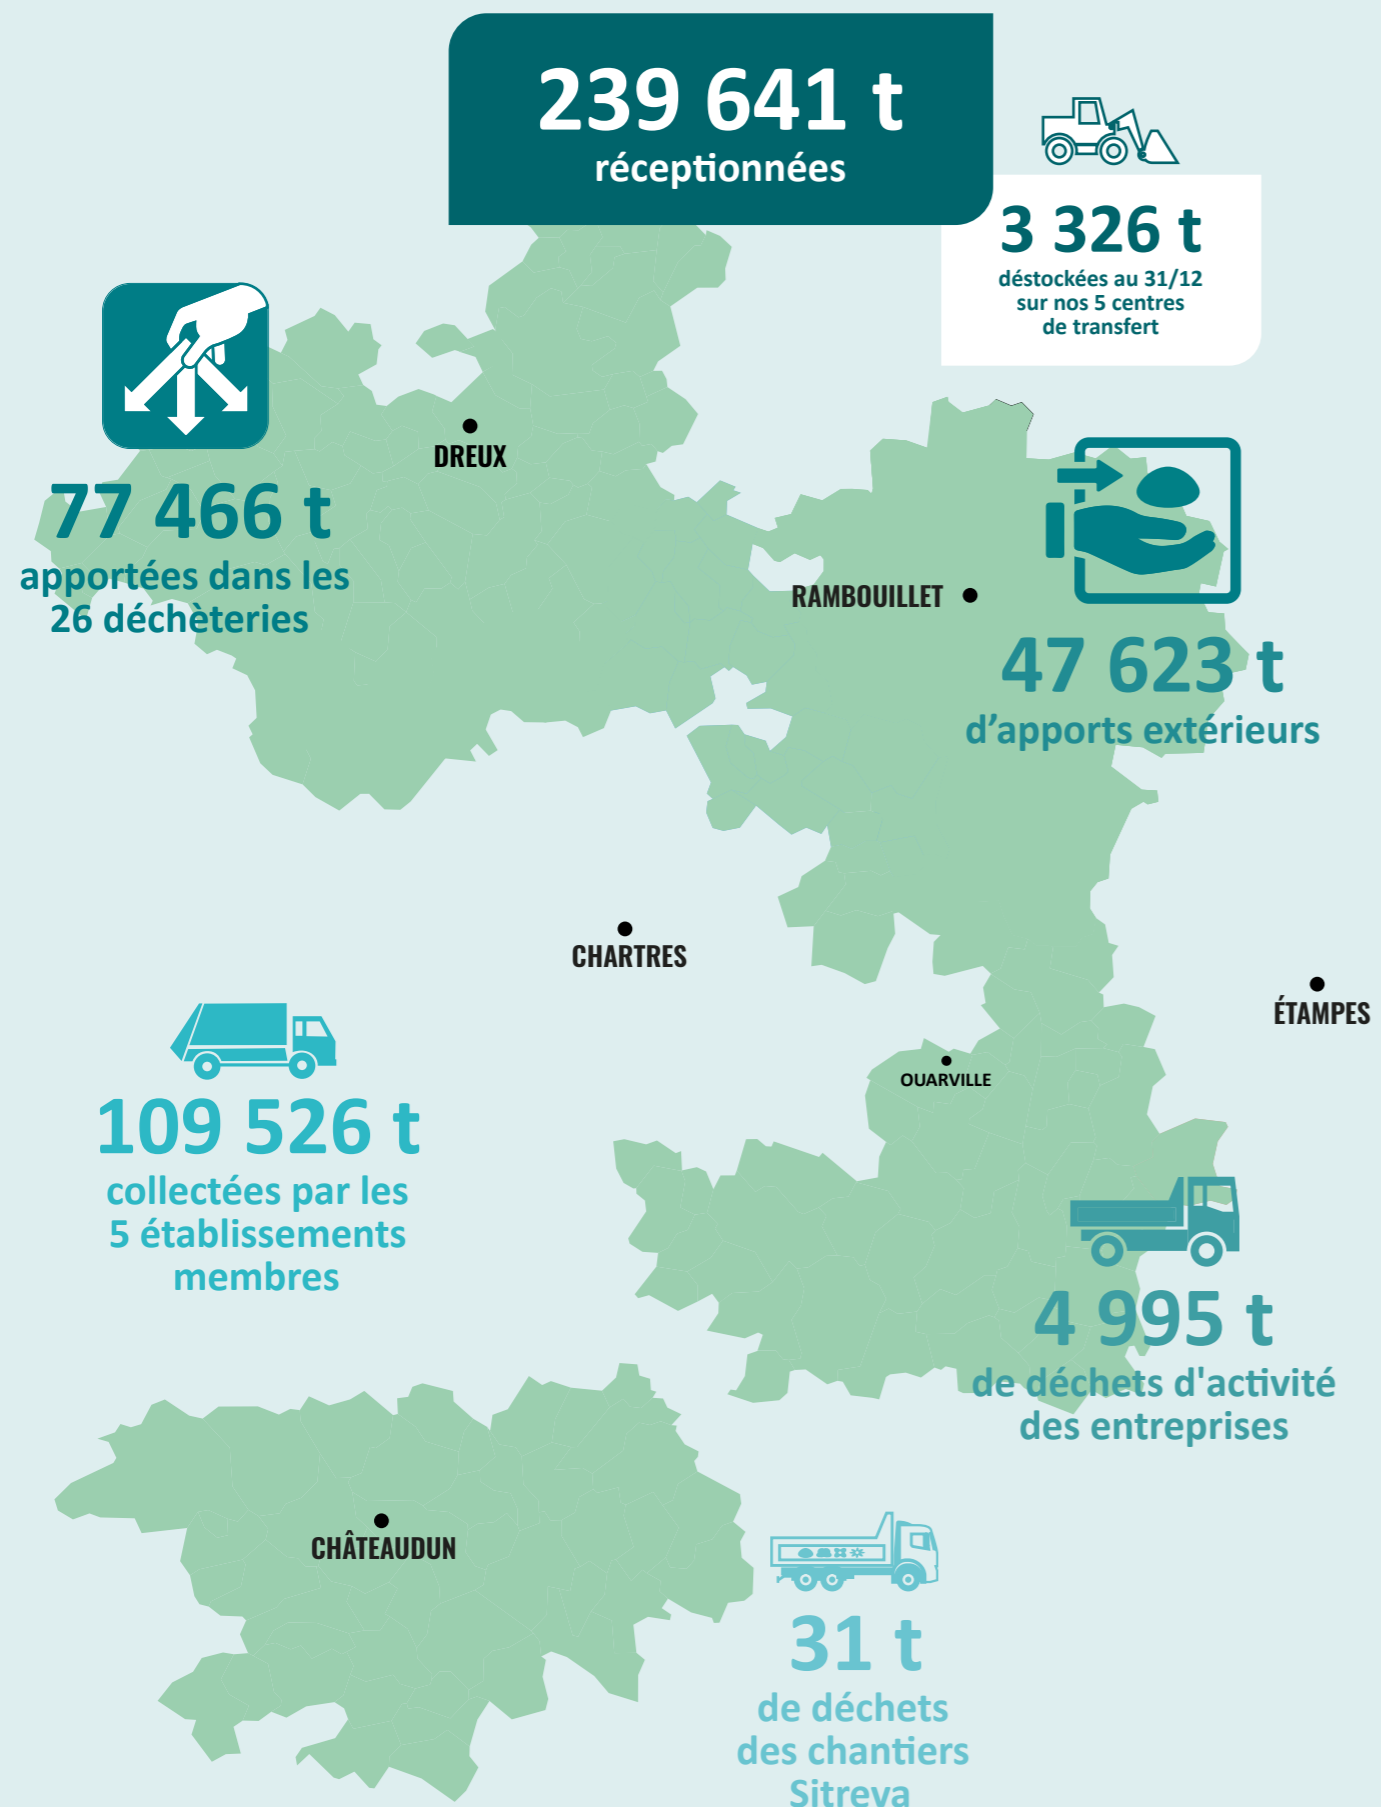 239 641 t
réceptionnées
3 326 t
déstockées au 31/12
sur nos 5 centres
de transfert
DREUX
77 466 t
apportées dans les
26 déchèteries
RAMBOUILLET
47 623 t
d’apports extérieurs
CHARTRES
ÉTAMPES
OUARVILLE
109 526 t
collectées par les
5 établissements
membres
4 995 t
de déchets d'activité
des entreprises
CHÂTEAUDUN
31 t
de déchets
des chantiers
Sitreva